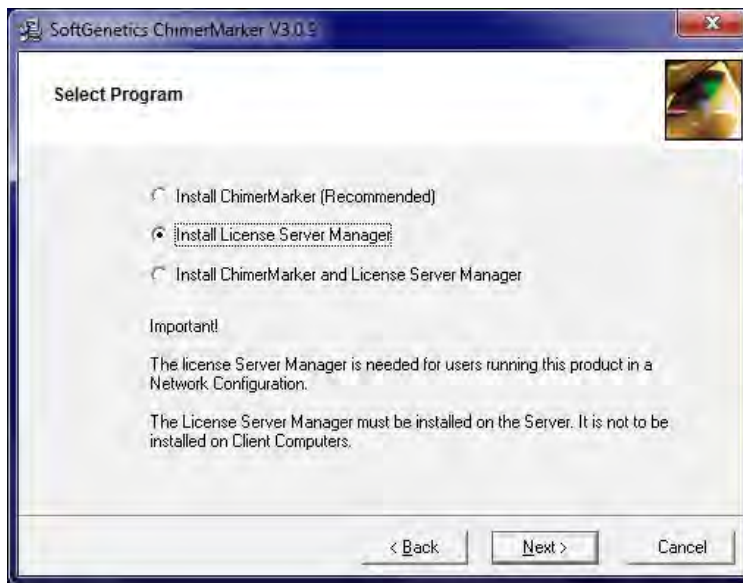 SoftGenetics ChimerMarker V3.0.9
Select Program
Install ChimerMarker (Recommended)
Install License Server Manager
Install ChimerMarker and License Server Manager
Important!
The license Server Manager is needed for users running this product in a
Network Configuration.
The License Server Manager must be installed on the Server. It is not to be
installed on Client Computers.
< Back
Next >
Cancel